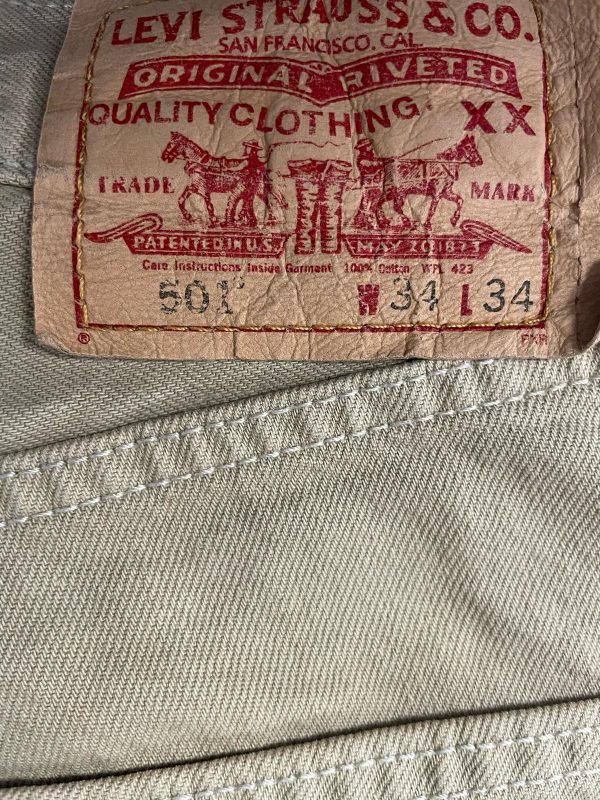 LEVI STRAUSS & CO.
SAN FRANCISCO, CAL.
ORIGINAL RIVETED
QUALITY CLOTHING XX
TRADE MARK
PATENTED IN U.S. MAY 20 1873
Care Instructions Inside Garment 100% Cotton WPL 423
501 W 34 L 34
®